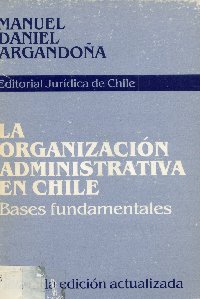 MANUEL
DANIEL
ARGANDOÑA
Editorial Jurídica de Chile
LA
ORGANIZACIÓN
ADMINISTRATIVA
EN CHILE
Bases fundamentales
edición actualizada